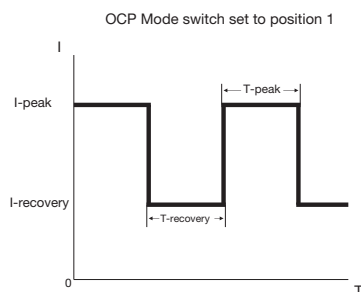 OCP Mode switch set to position 1
I
I-peak
T-peak
I-recovery
T-recovery
0
T